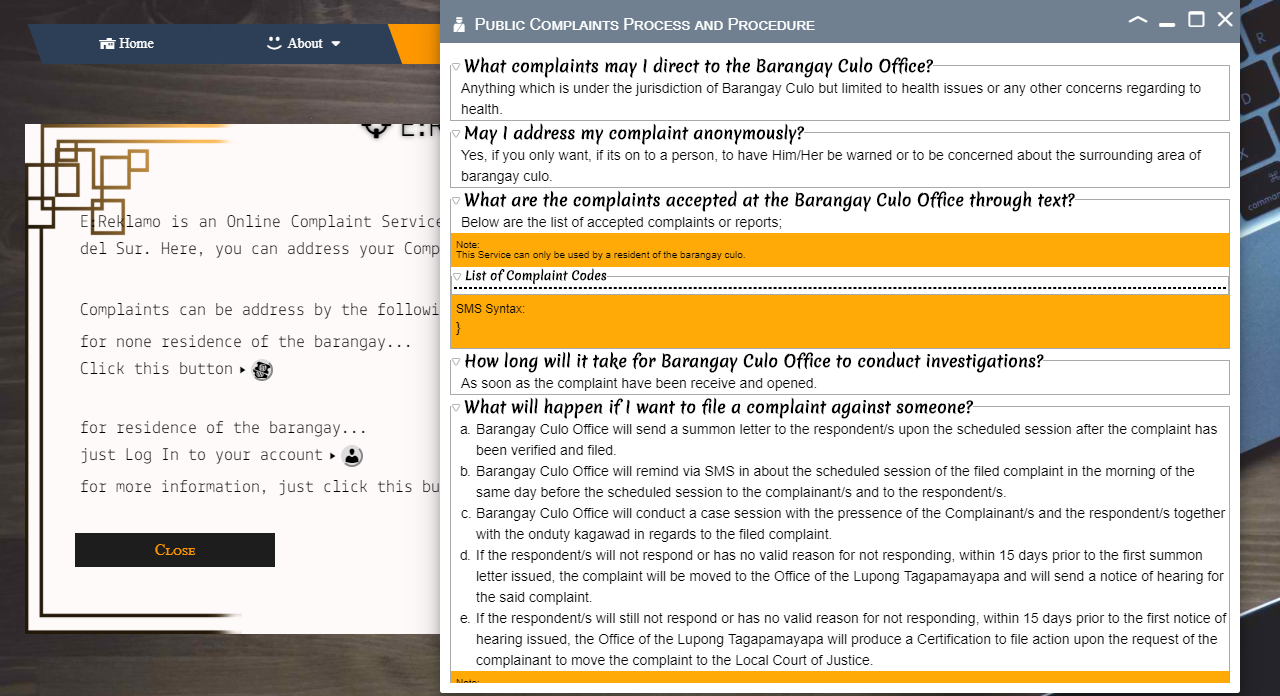 Home
About
E:R
E:Reklamo is an Online Complaint Service
del Sur. Here, you can address your Comp
Complaints can be address by the followi
for none residence of the barangay...
Click this button
for residence of the barangay...
just Log In to your account
for more information, just click this bu
Close
Public Complaints Process and Procedure
What complaints may I direct to the Barangay Culo Office?
Anything which is under the jurisdiction of Barangay Culo but limited to health issues or any other concerns regarding to
health.
May I address my complaint anonymously?
Yes, if you only want, if its on to a person, to have Him/Her be warned or to be concerned about the surrounding area of
barangay culo.
What are the complaints accepted at the Barangay Culo Office through text?
Below are the list of accepted complaints or reports;
Note:
This Service can only be used by a resident of the barangay culo.
List of Complaint Codes
SMS Syntax:
}
How long will it take for Barangay Culo Office to conduct investigations?
As soon as the complaint have been receive and opened.
What will happen if I want to file a complaint against someone?
a. Barangay Culo Office will send a summon letter to the respondent/s upon the scheduled session after the complaint has
been verified and filed.
b. Barangay Culo Office will remind via SMS in about the scheduled session of the filed complaint in the morning of the
same day before the scheduled session to the complainant/s and to the respondent/s.
c. Barangay Culo Office will conduct a case session with the pressence of the Complainant/s and the respondent/s together
with the onduty kagawad in regards to the filed complaint.
d. If the respondent/s will not respond or has no valid reason for not responding, within 15 days prior to the first summon
letter issued, the complaint will be moved to the Office of the Lupong Tagapamayapa and will send a notice of hearing for
the said complaint.
e. If the respondent/s will still not respond or has no valid reason for not responding, within 15 days prior to the first notice of
hearing issued, the Office of the Lupong Tagapamayapa will produce a Certification to file action upon the request of the
complainant to move the complaint to the Local Court of Justice.
Note:
R
D
X